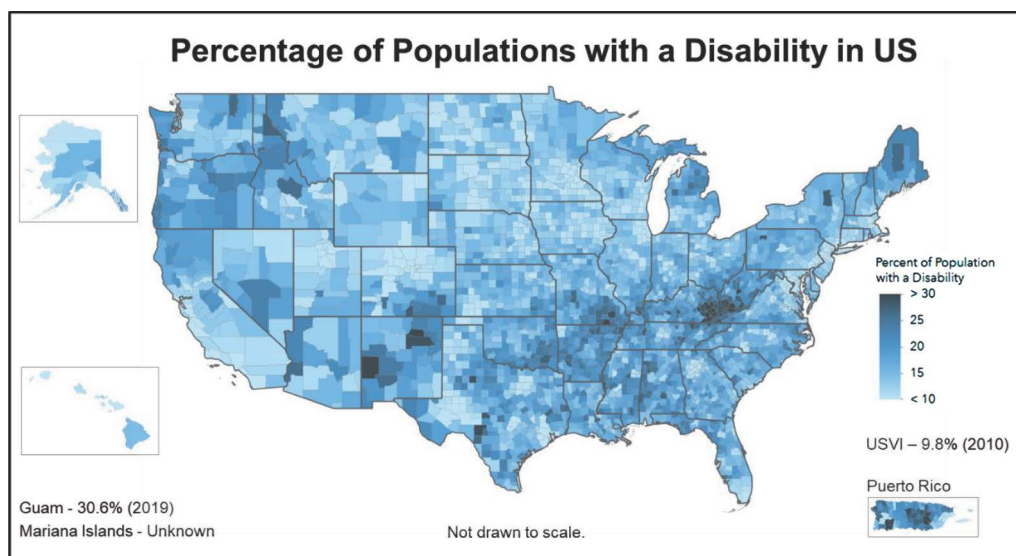 Percentage of Populations with a Disability in US
Percent of Population
with a Disability
> 30
25
20
15
< 10
USVI – 9.8% (2010)
Puerto Rico
Guam - 30.6% (2019)
Mariana Islands - Unknown
Not drawn to scale.